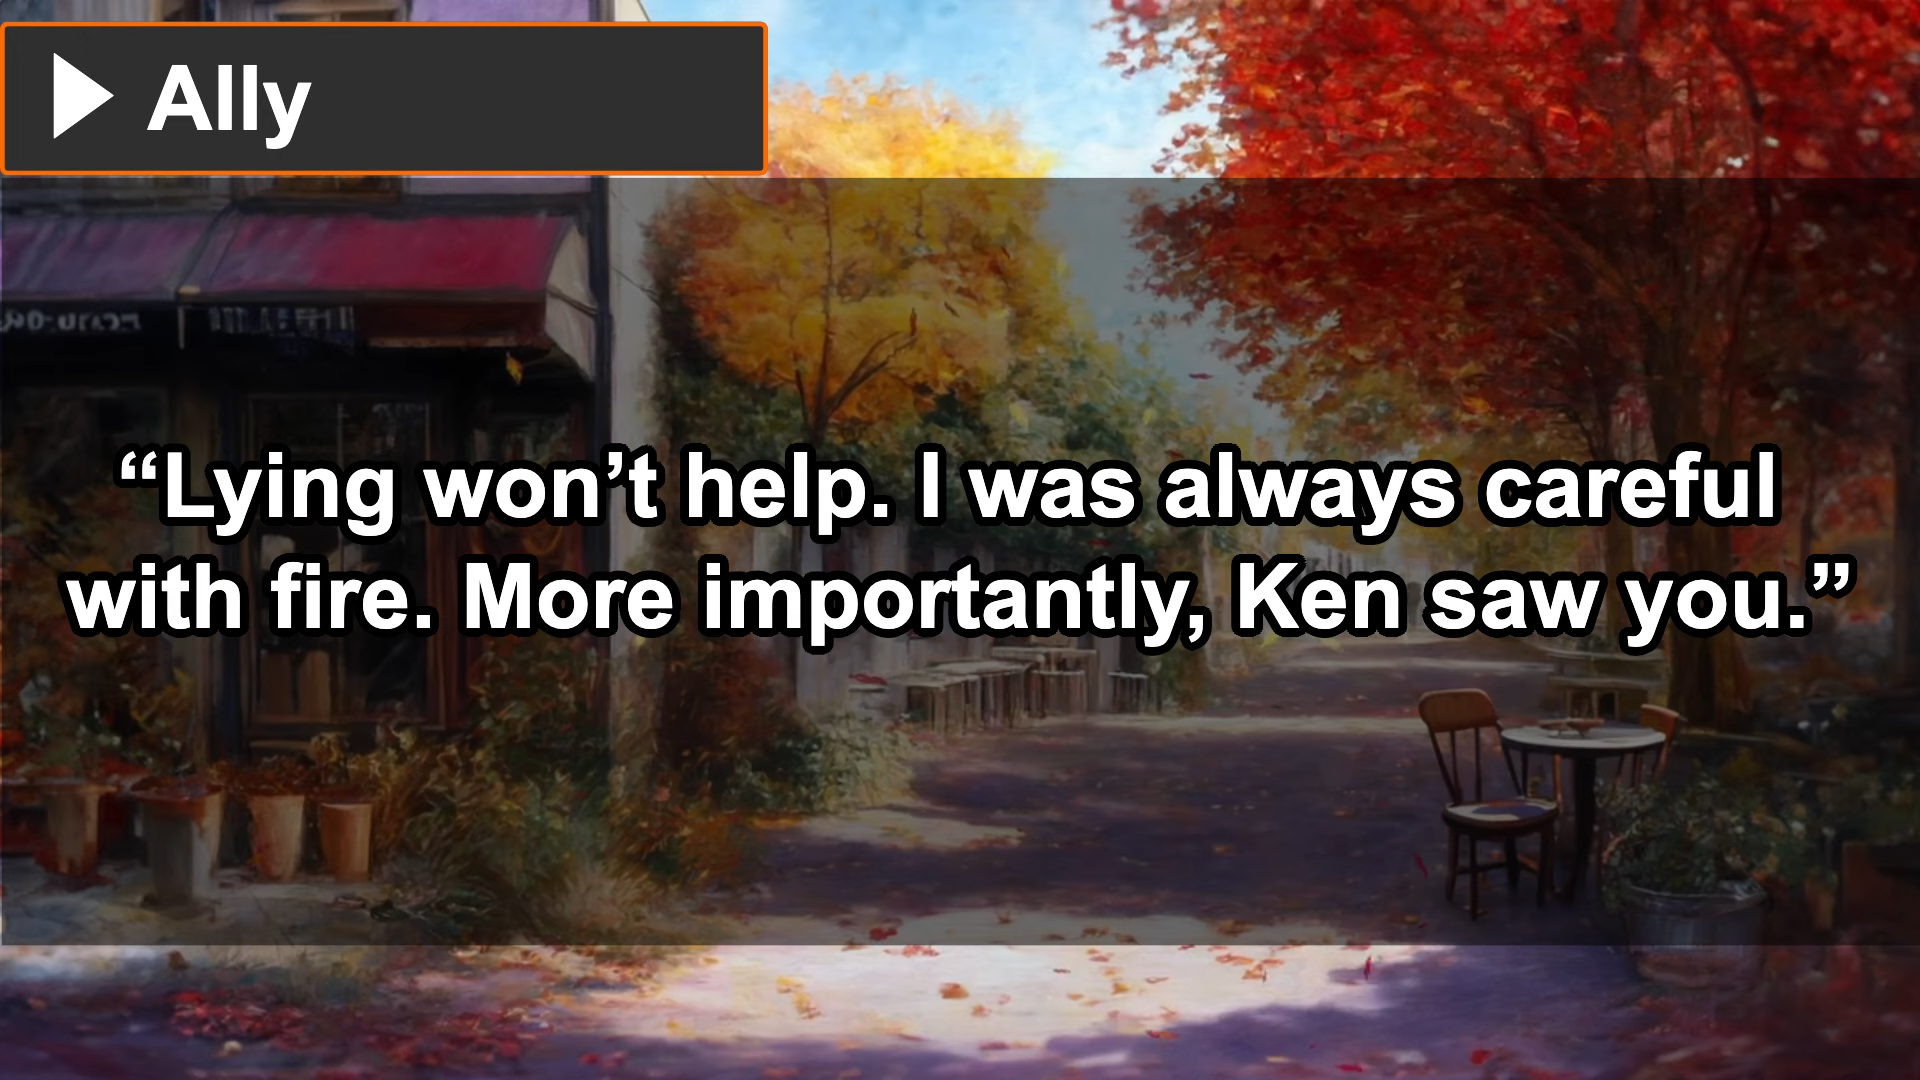 Ally
“Lying won’t help. I was always careful
with fire. More importantly, Ken saw you.”